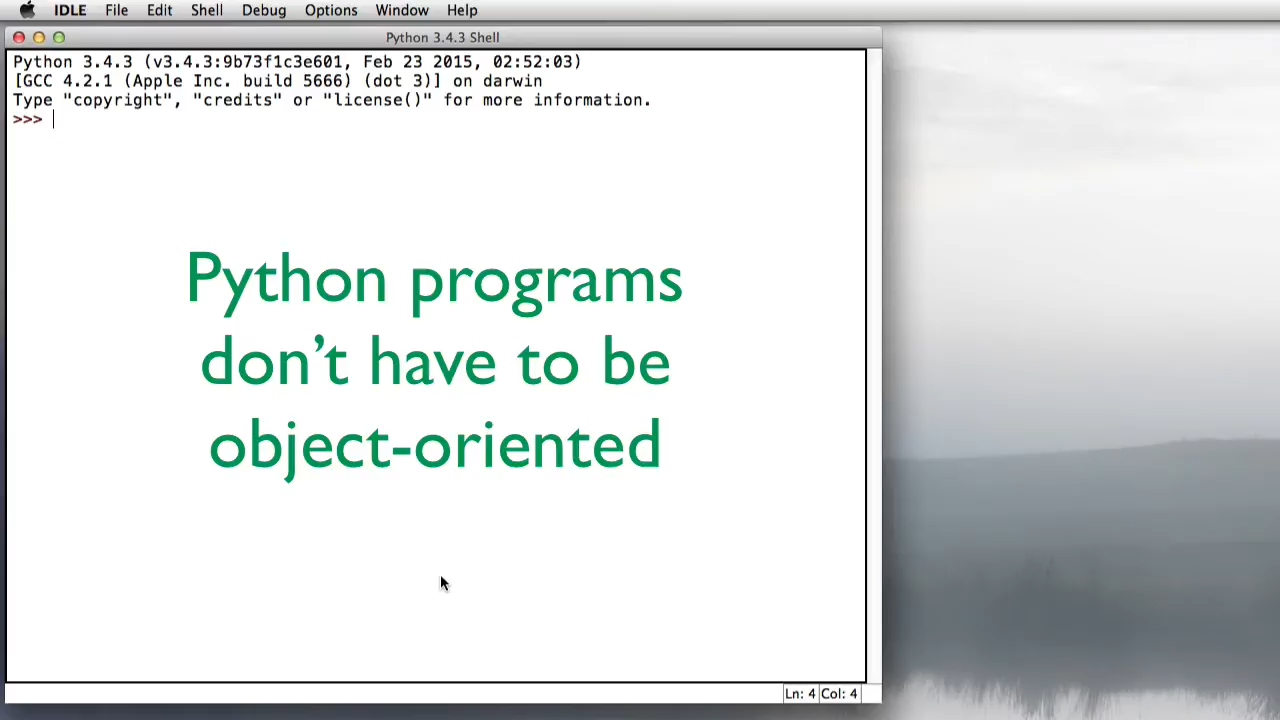 IDLE File Edit Shell Debug Options Window Help
Python 3.4.3 Shell
Python 3.4.3 (v3.4.3:9b73f1c3e601, Feb 23 2015, 02:52:03)
[GCC 4.2.1 (Apple Inc. build 5666) (dot 3)] on darwin
Type "copyright", "credits" or "license()" for more information.
>>>
Python programs
don’t have to be
object-oriented
Ln: 4 Col: 4